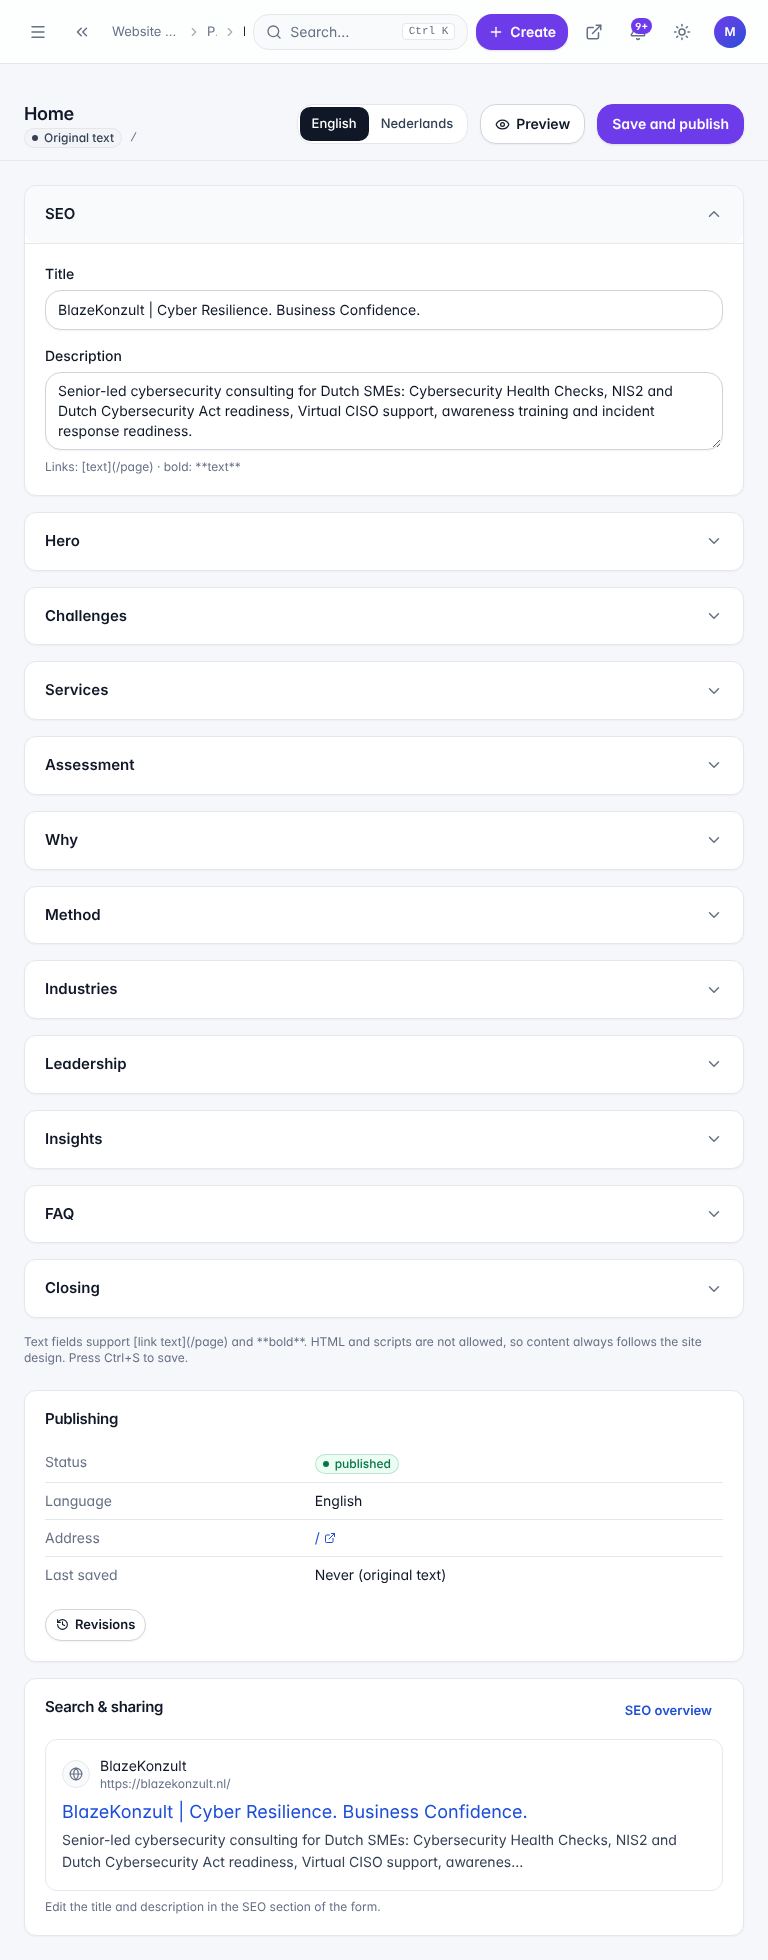 Website ... > P. >
Search... Ctrl K
Create
9+
M
Home
Original text /
English Nederlands
Preview
Save and publish
SEO
Title
BlazeKonzult | Cyber Resilience. Business Confidence.
Description
Senior-led cybersecurity consulting for Dutch SMEs: Cybersecurity Health Checks, NIS2 and
Dutch Cybersecurity Act readiness, Virtual CISO support, awareness training and incident
response readiness.
Links: [text](/page) · bold: **text**
Hero
Challenges
Services
Assessment
Why
Method
Industries
Leadership
Insights
FAQ
Closing
Text fields support [link text](/page) and **bold**. HTML and scripts are not allowed, so content always follows the site
design. Press Ctrl+S to save.
Publishing
Status published
Language English
Address /
Last saved Never (original text)
Revisions
Search & sharing
SEO overview
BlazeKonzult
https://blazekonzult.nl/
BlazeKonzult | Cyber Resilience. Business Confidence.
Senior-led cybersecurity consulting for Dutch SMEs: Cybersecurity Health Checks, NIS2 and
Dutch Cybersecurity Act readiness, Virtual CISO support, awarenes...
Edit the title and description in the SEO section of the form.